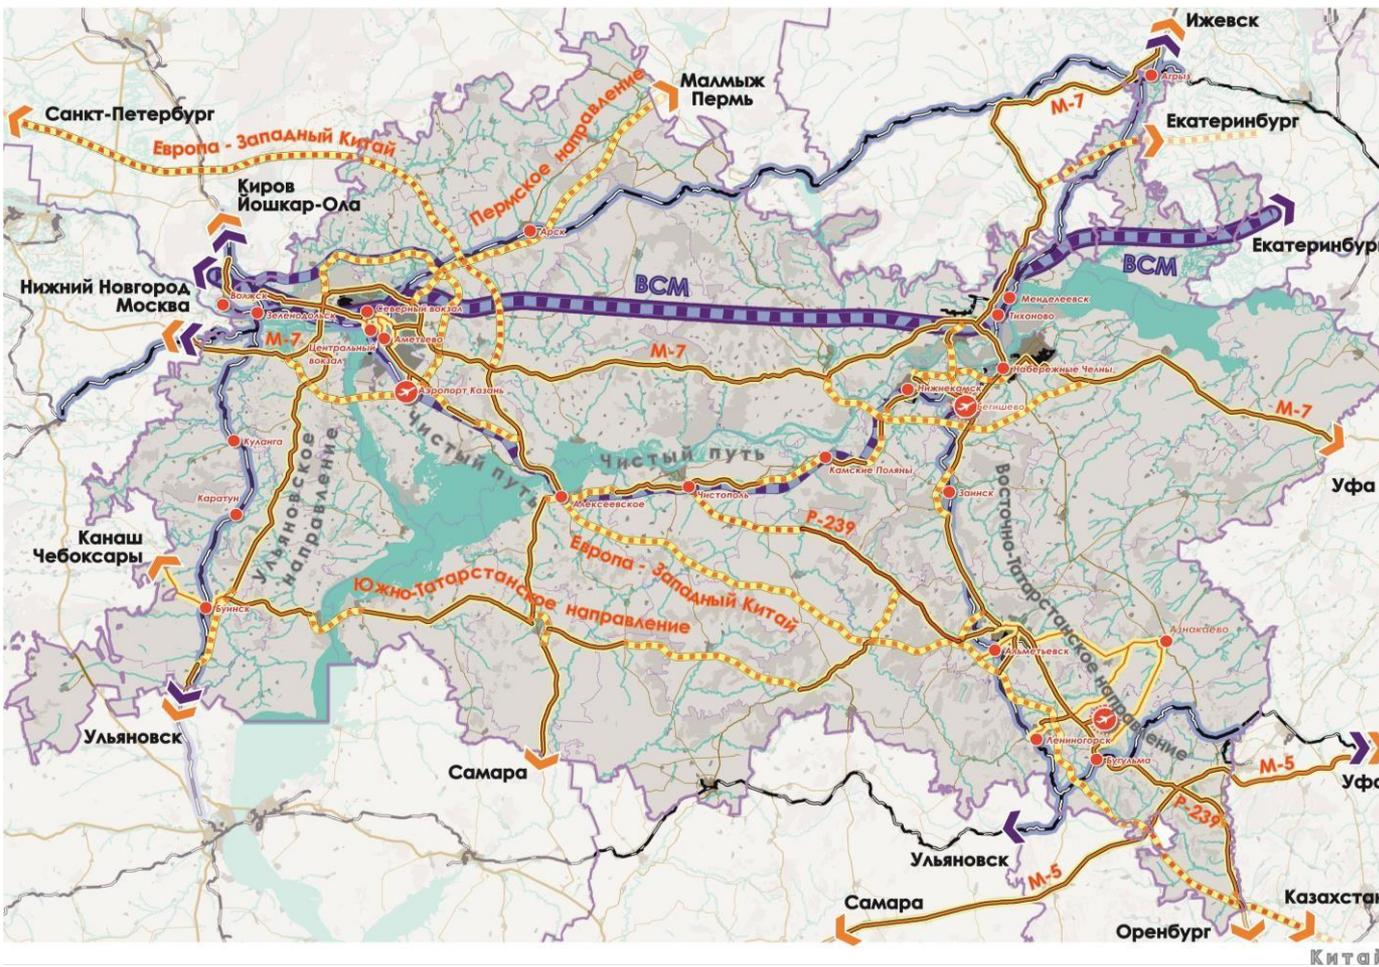 Ижевск
Малмыж
Пермь
М-7
Агрыз
Санкт-Петербург
Екатеринбург
Европа - Западный Китай
Пермское направление
Киров
Йошкар-Ола
Арск
Екатеринбург
ВСМ
ВСМ
Нижний Новгород
Москва
Волжск
Зеленодольск
Северный вокзал
Менделеевск
Тихоново
М-7
Центральный
вокзал
Аметьево
М-7
Набережные Челны
Аэропорт Казань
Нижнекамск
Бегишево
М-7
Куланга
Чистый путь
Чистый путь
Камские Поляны
Уфа
Ульяновское
направление
Каратун
Алексеевское
Чистополь
Заинск
Восточно-Татарстанское направление
Р-239
Канаш
Чебоксары
Европа - Западный Китай
Южно-Татарстанское направление
Буинск
Азнакаево
Альметьевск
Ульяновск
Лениногорск
Бугульма
Самара
М-5
Уфа
Р-239
Ульяновск
М-5
Самара
Казахстан
Оренбург
Китай